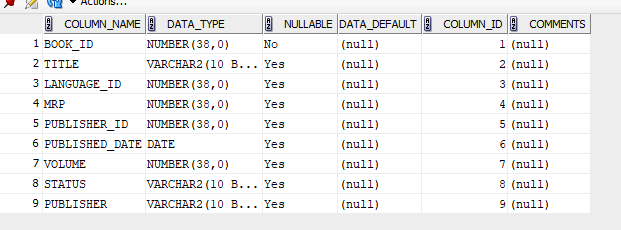 Actions...
COLUMN_NAME DATA_TYPE NULLABLE DATA_DEFAULT COLUMN_ID COMMENTS
1 BOOK_ID NUMBER(38,0) No (null) 1 (null)
2 TITLE VARCHAR2(10 B... Yes (null) 2 (null)
3 LANGUAGE_ID NUMBER(38,0) Yes (null) 3 (null)
4 MRP NUMBER(38,0) Yes (null) 4 (null)
5 PUBLISHER_ID NUMBER(38,0) Yes (null) 5 (null)
6 PUBLISHED_DATE DATE Yes (null) 6 (null)
7 VOLUME NUMBER(38,0) Yes (null) 7 (null)
8 STATUS VARCHAR2(10 B... Yes (null) 8 (null)
9 PUBLISHER VARCHAR2(10 B... Yes (null) 9 (null)